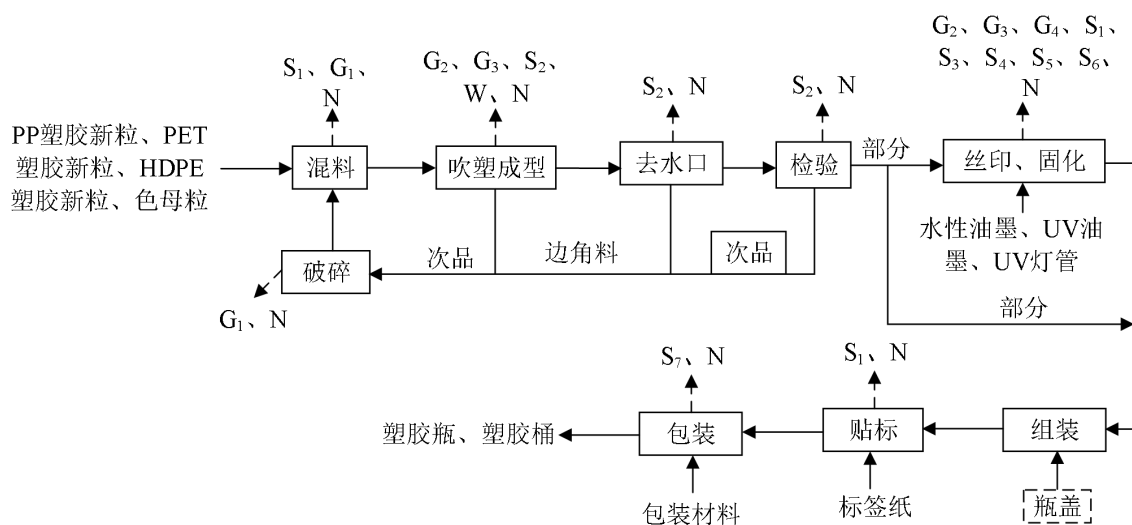 G₂、G₃、G₄、S₁、
S₃、S₄、S₅、S₆、
N
S₁、G₁、
N
G₂、G₃、S₂、
W、N
S₂、N
S₂、N
PP塑胶新粒、PET
塑胶新粒、HDPE
塑胶新粒、色母粒
混料
吹塑成型
去水口
检验
部分
丝印、固化
水性油墨、UV油
墨、UV灯管
破碎
次品
边角料
次品
G₁、N
部分
S₇、N
S₁、N
塑胶瓶、塑胶桶
包装
贴标
组装
包装材料
标签纸
瓶盖